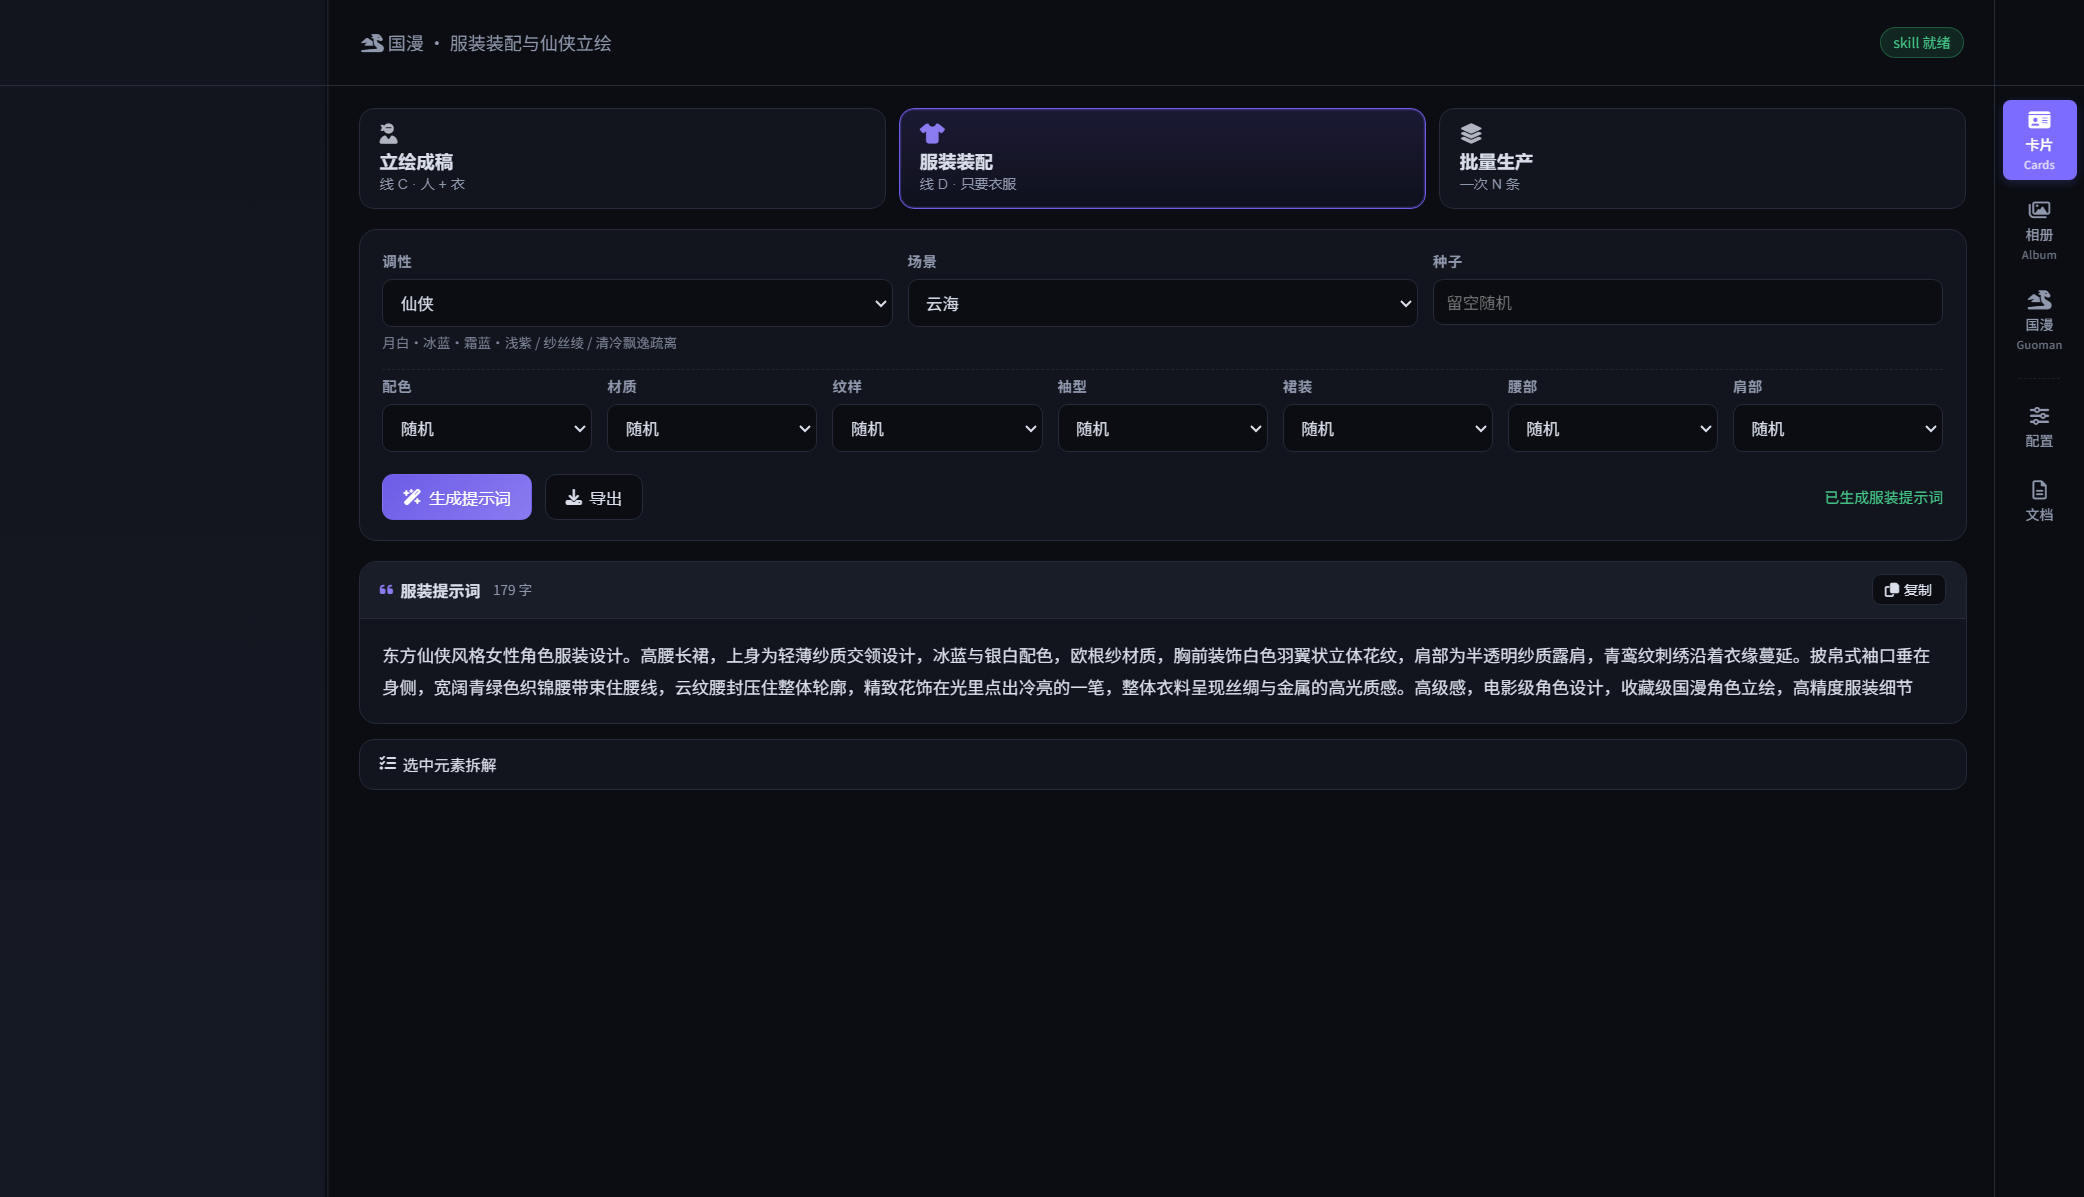 国漫 · 服装装配与仙侠立绘
skill 就绪
立绘成稿
线 C · 人 + 衣
服装装配
线 D · 只要衣服
批量生产
一次 N 条
卡片
Cards
相册
Album
国漫
Guoman
配置
文档
调性
场景
种子
仙侠
云海
留空随机
月白・冰蓝・霜蓝・浅紫 / 纱丝绫 / 清冷飘逸疏离
配色
材质
纹样
袖型
裙装
腰部
肩部
随机
随机
随机
随机
随机
随机
随机
生成提示词
导出
已生成服装提示词
服装提示词
179 字
复制
东方仙侠风格女性角色服装设计。高腰长裙，上身为轻薄纱质交领设计，冰蓝与银白配色，欧根纱材质，胸前装饰白色羽翼状立体花纹，肩部为半透明纱质露肩，青鸾纹刺绣沿着衣缘蔓延。披帛式袖口垂在
身侧，宽阔青绿色织锦腰带束住腰线，云纹腰封压住整体轮廓，精致花饰在光里点出冷亮的一笔，整体衣料呈现丝绸与金属的高光质感。高级感，电影级角色设计，收藏级国漫角色立绘，高精度服装细节
选中元素拆解